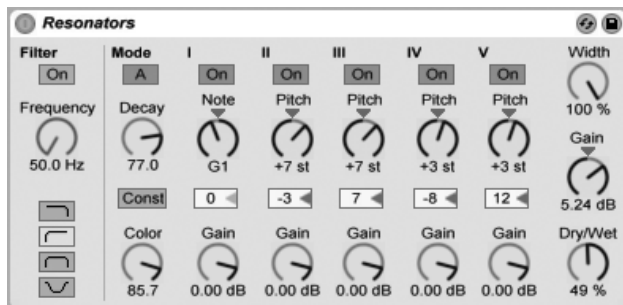 Resonators
Filter Mode I II III IV V Width
On A On On On On On
100 %
Frequency Decay Note Pitch Pitch Pitch Pitch
Gain
50.0 Hz 77.0 G1 +7 st +7 st +3 st +3 st
Const 0 -3 7 -8 12 5.24 dB
Color Gain Gain Gain Gain Gain Dry/Wet
85.7 0.00 dB 0.00 dB 0.00 dB 0.00 dB 0.00 dB 49 %